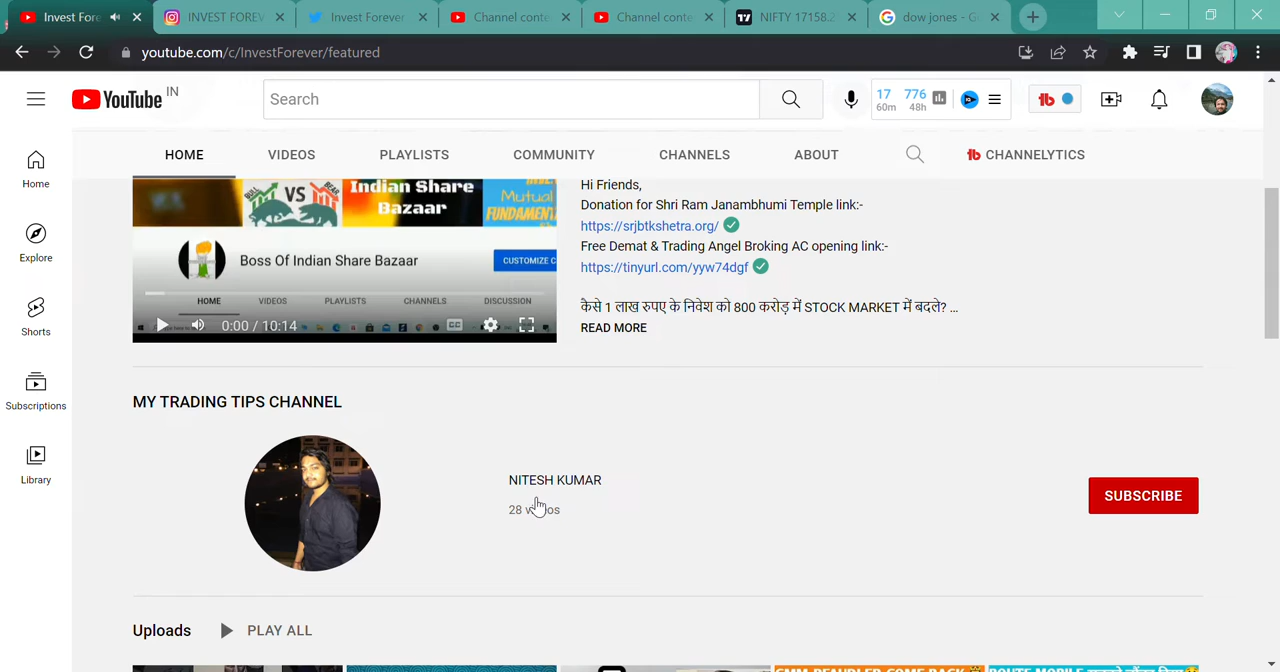 Invest Fore
INVEST FOREV
Invest Forever
Channel conte
Channel conte
NIFTY 17158.2
dow jones - G
youtube.com/c/InvestForever/featured
YouTube IN
Search
17 60m
776 48h
HOME
VIDEOS
PLAYLISTS
COMMUNITY
CHANNELS
ABOUT
CHANNELYTICS
Home
Explore
Shorts
Subscriptions
Library
VS
Indian Share
Bazaar
Mutual
FUNDAMENT
Boss Of Indian Share Bazaar
CUSTOMIZE C
HOME
VIDEOS
PLAYLISTS
CHANNELS
DISCUSSION
0:00 / 10:14
Hi Friends,
Donation for Shri Ram Janambhumi Temple link:-
https://srjbtkshetra.org/
Free Demat & Trading Angel Broking AC opening link:-
https://tinyurl.com/yyw74dgf
कैसे 1 लाख रुपए के निवेश को 800 करोड़ में STOCK MARKET में बदले? ...
READ MORE
MY TRADING TIPS CHANNEL
NITESH KUMAR
28 videos
SUBSCRIBE
Uploads
PLAY ALL